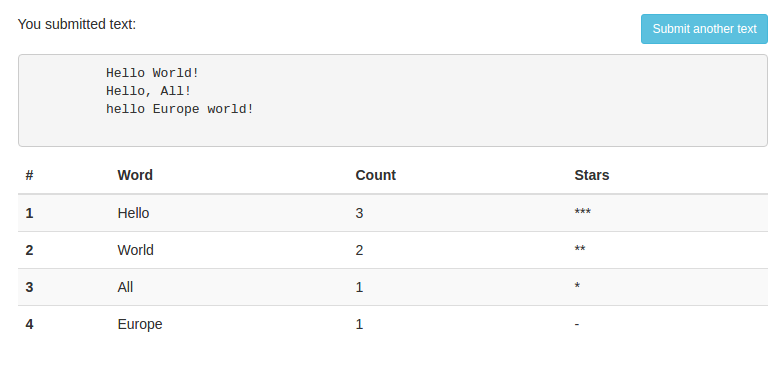 You submitted text:
Submit another text
Hello World!
Hello, All!
hello Europe world!
# Word Count Stars
1 Hello 3 ***
2 World 2 **
3 All 1 *
4 Europe 1 -